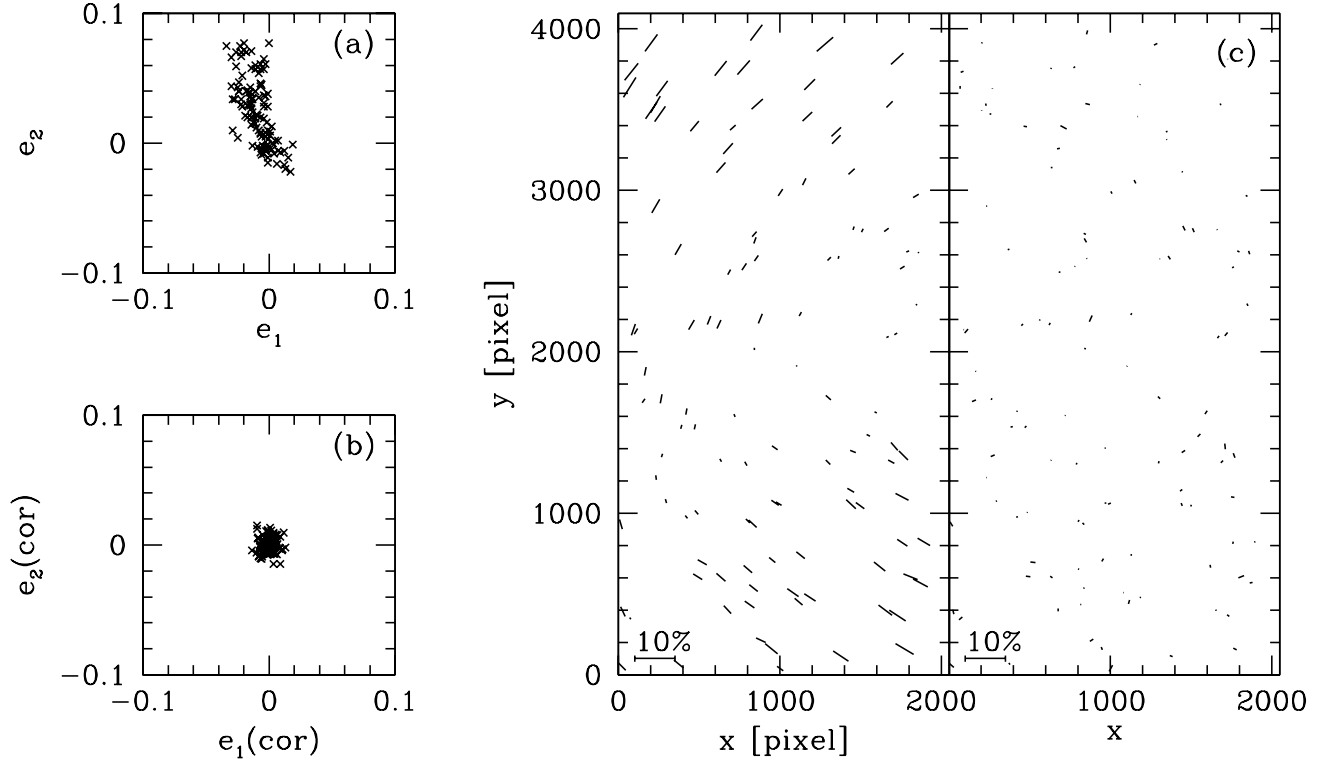 0.1
(a)
e₂
0
−0.1
−0.1 0 0.1
e₁
0.1
(b)
e₂(cor)
0
−0.1
−0.1 0 0.1
e₁(cor)
4000
(c)
3000
y [pixel]
2000
1000
10% 10%
0
0 1000 2000 1000 2000
x [pixel] x